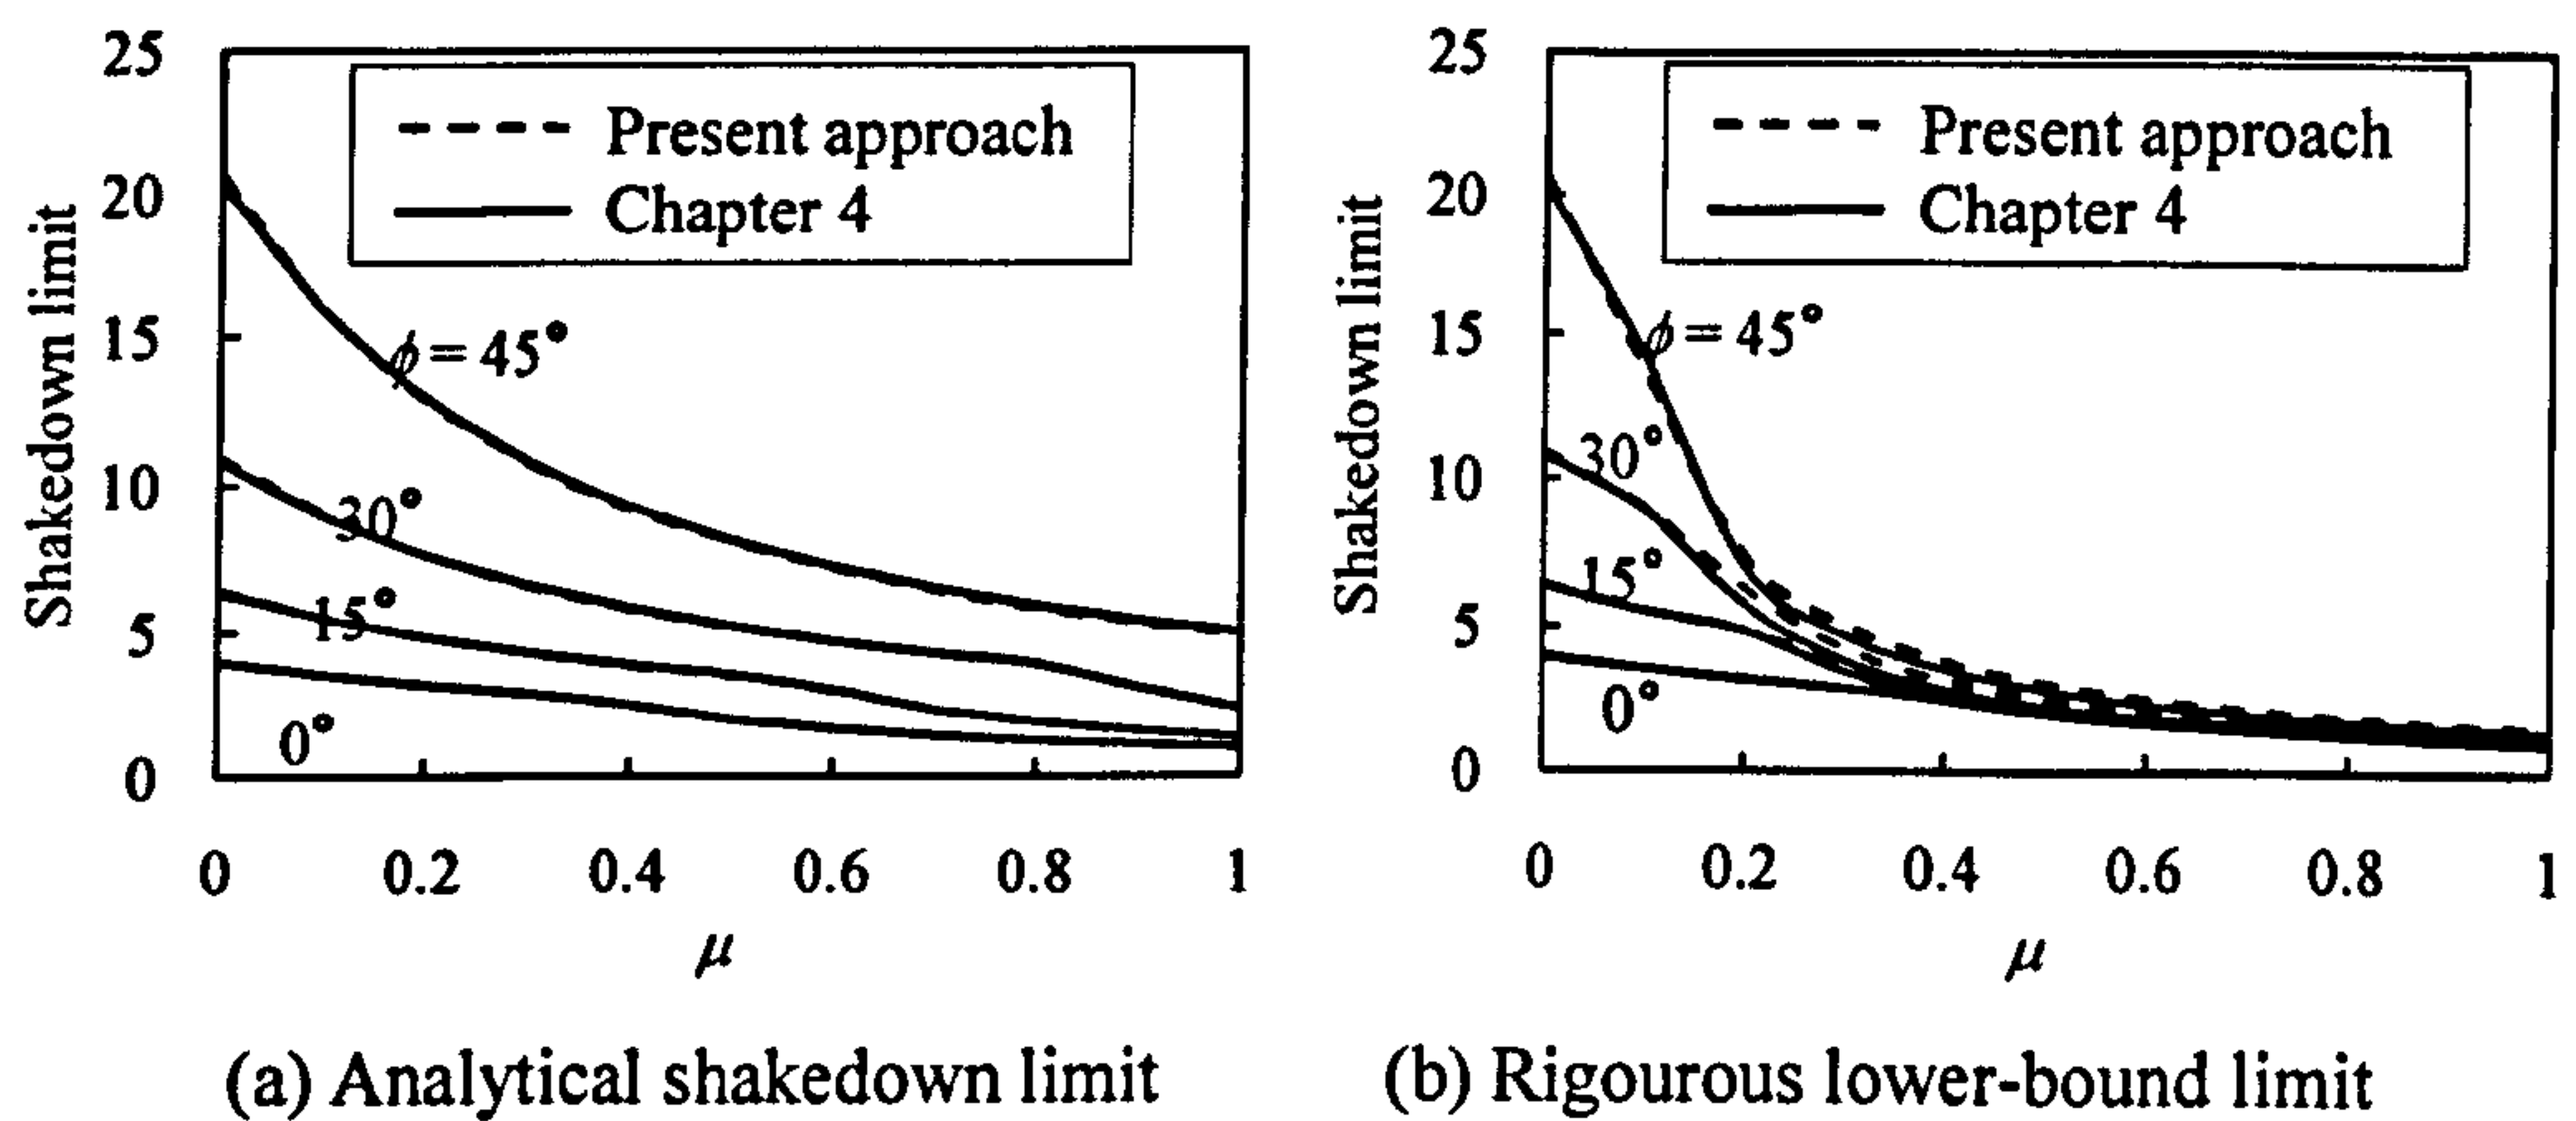 25
20
15
10
5
0
Shakedown limit
Present approach
Chapter 4
ϕ = 45°
30°
15°
0°
0 0.2 0.4 0.6 0.8 1
μ
(a) Analytical shakedown limit
25
20
15
10
5
0
Shakedown limit
Present approach
Chapter 4
ϕ = 45°
30°
15°
0°
0 0.2 0.4 0.6 0.8 1
μ
(b) Rigourous lower-bound limit